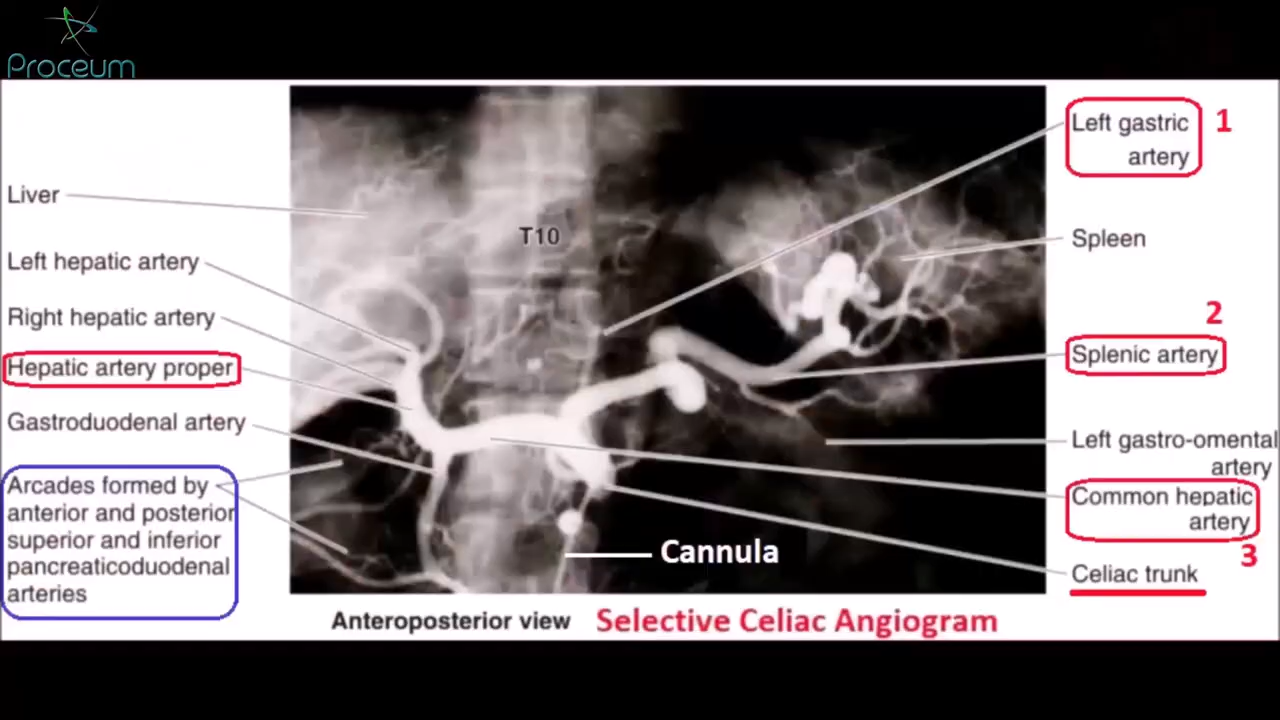 Proceum
Left gastric
artery
1
Liver
T10
Spleen
Left hepatic artery
Right hepatic artery
2
Hepatic artery proper
Splenic artery
Gastroduodenal artery
Left gastro-omental
artery
Arcades formed by
anterior and posterior
superior and inferior
pancreaticoduodenal
arteries
Common hepatic
artery
3
Cannula
Celiac trunk
Anteroposterior view
Selective Celiac Angiogram